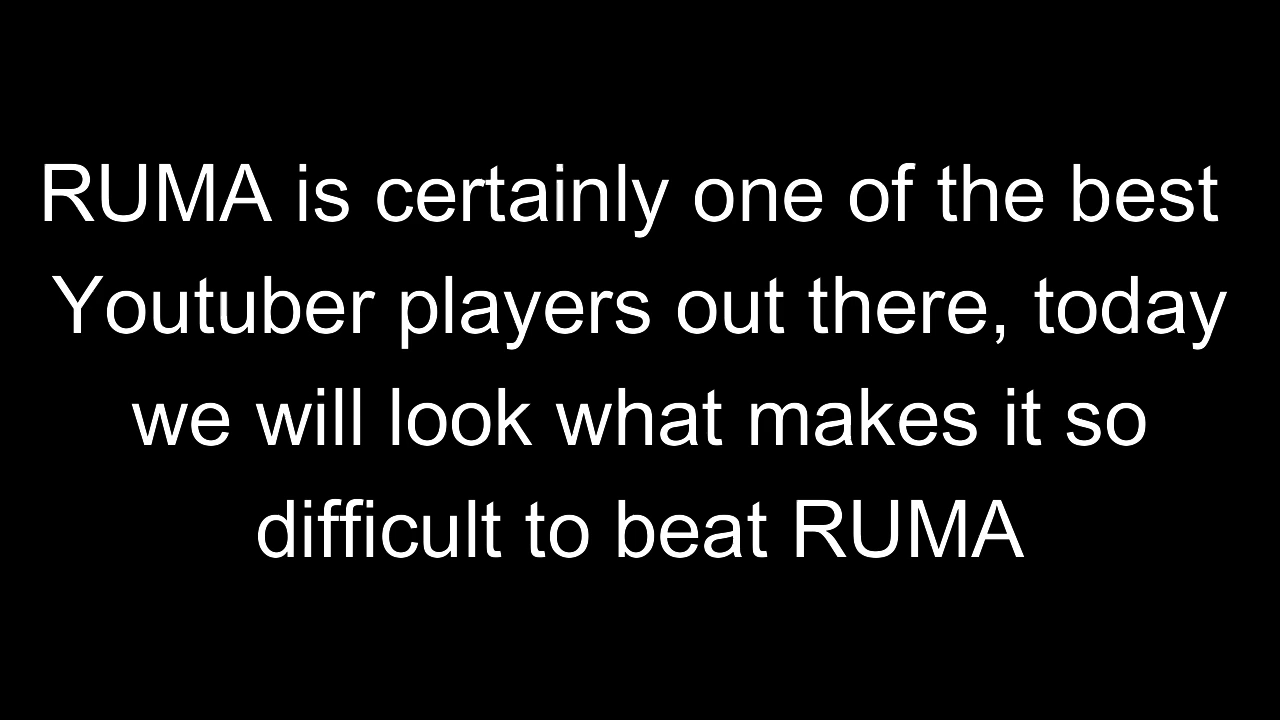 RUMA is certainly one of the best
Youtuber players out there, today
we will look what makes it so
difficult to beat RUMA